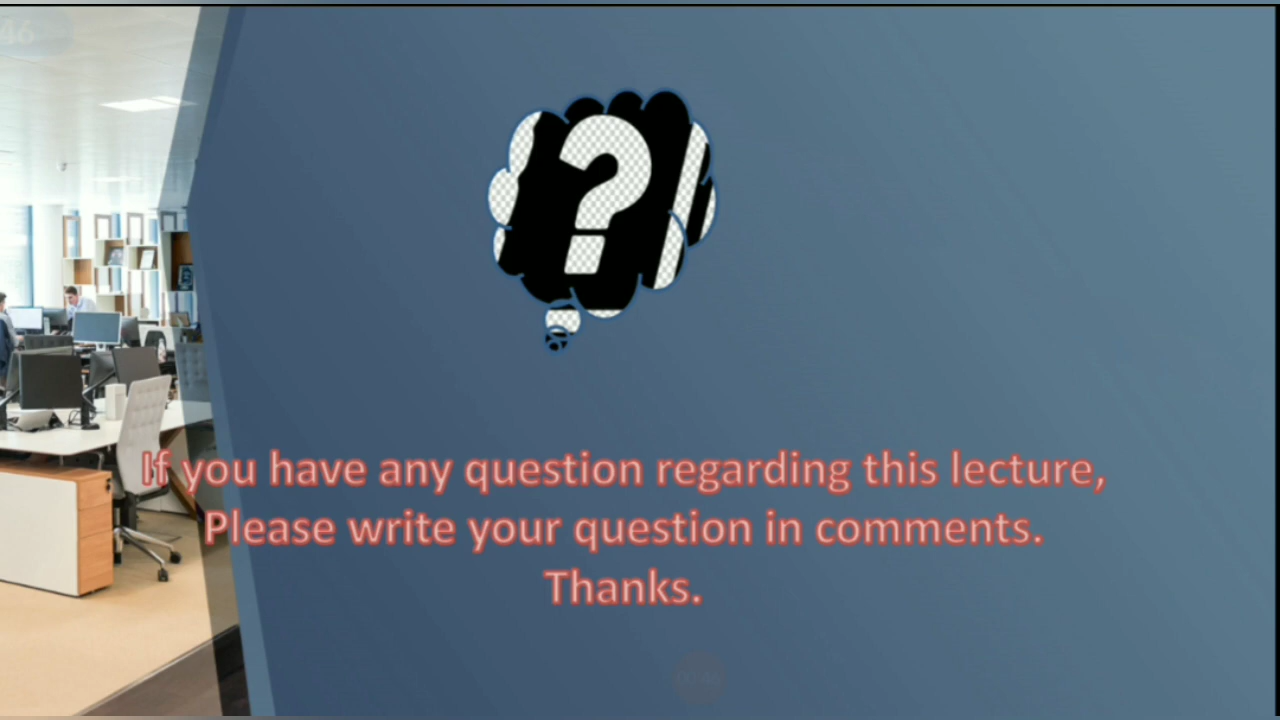 ?
If you have any question regarding this lecture,
Please write your question in comments.
Thanks.